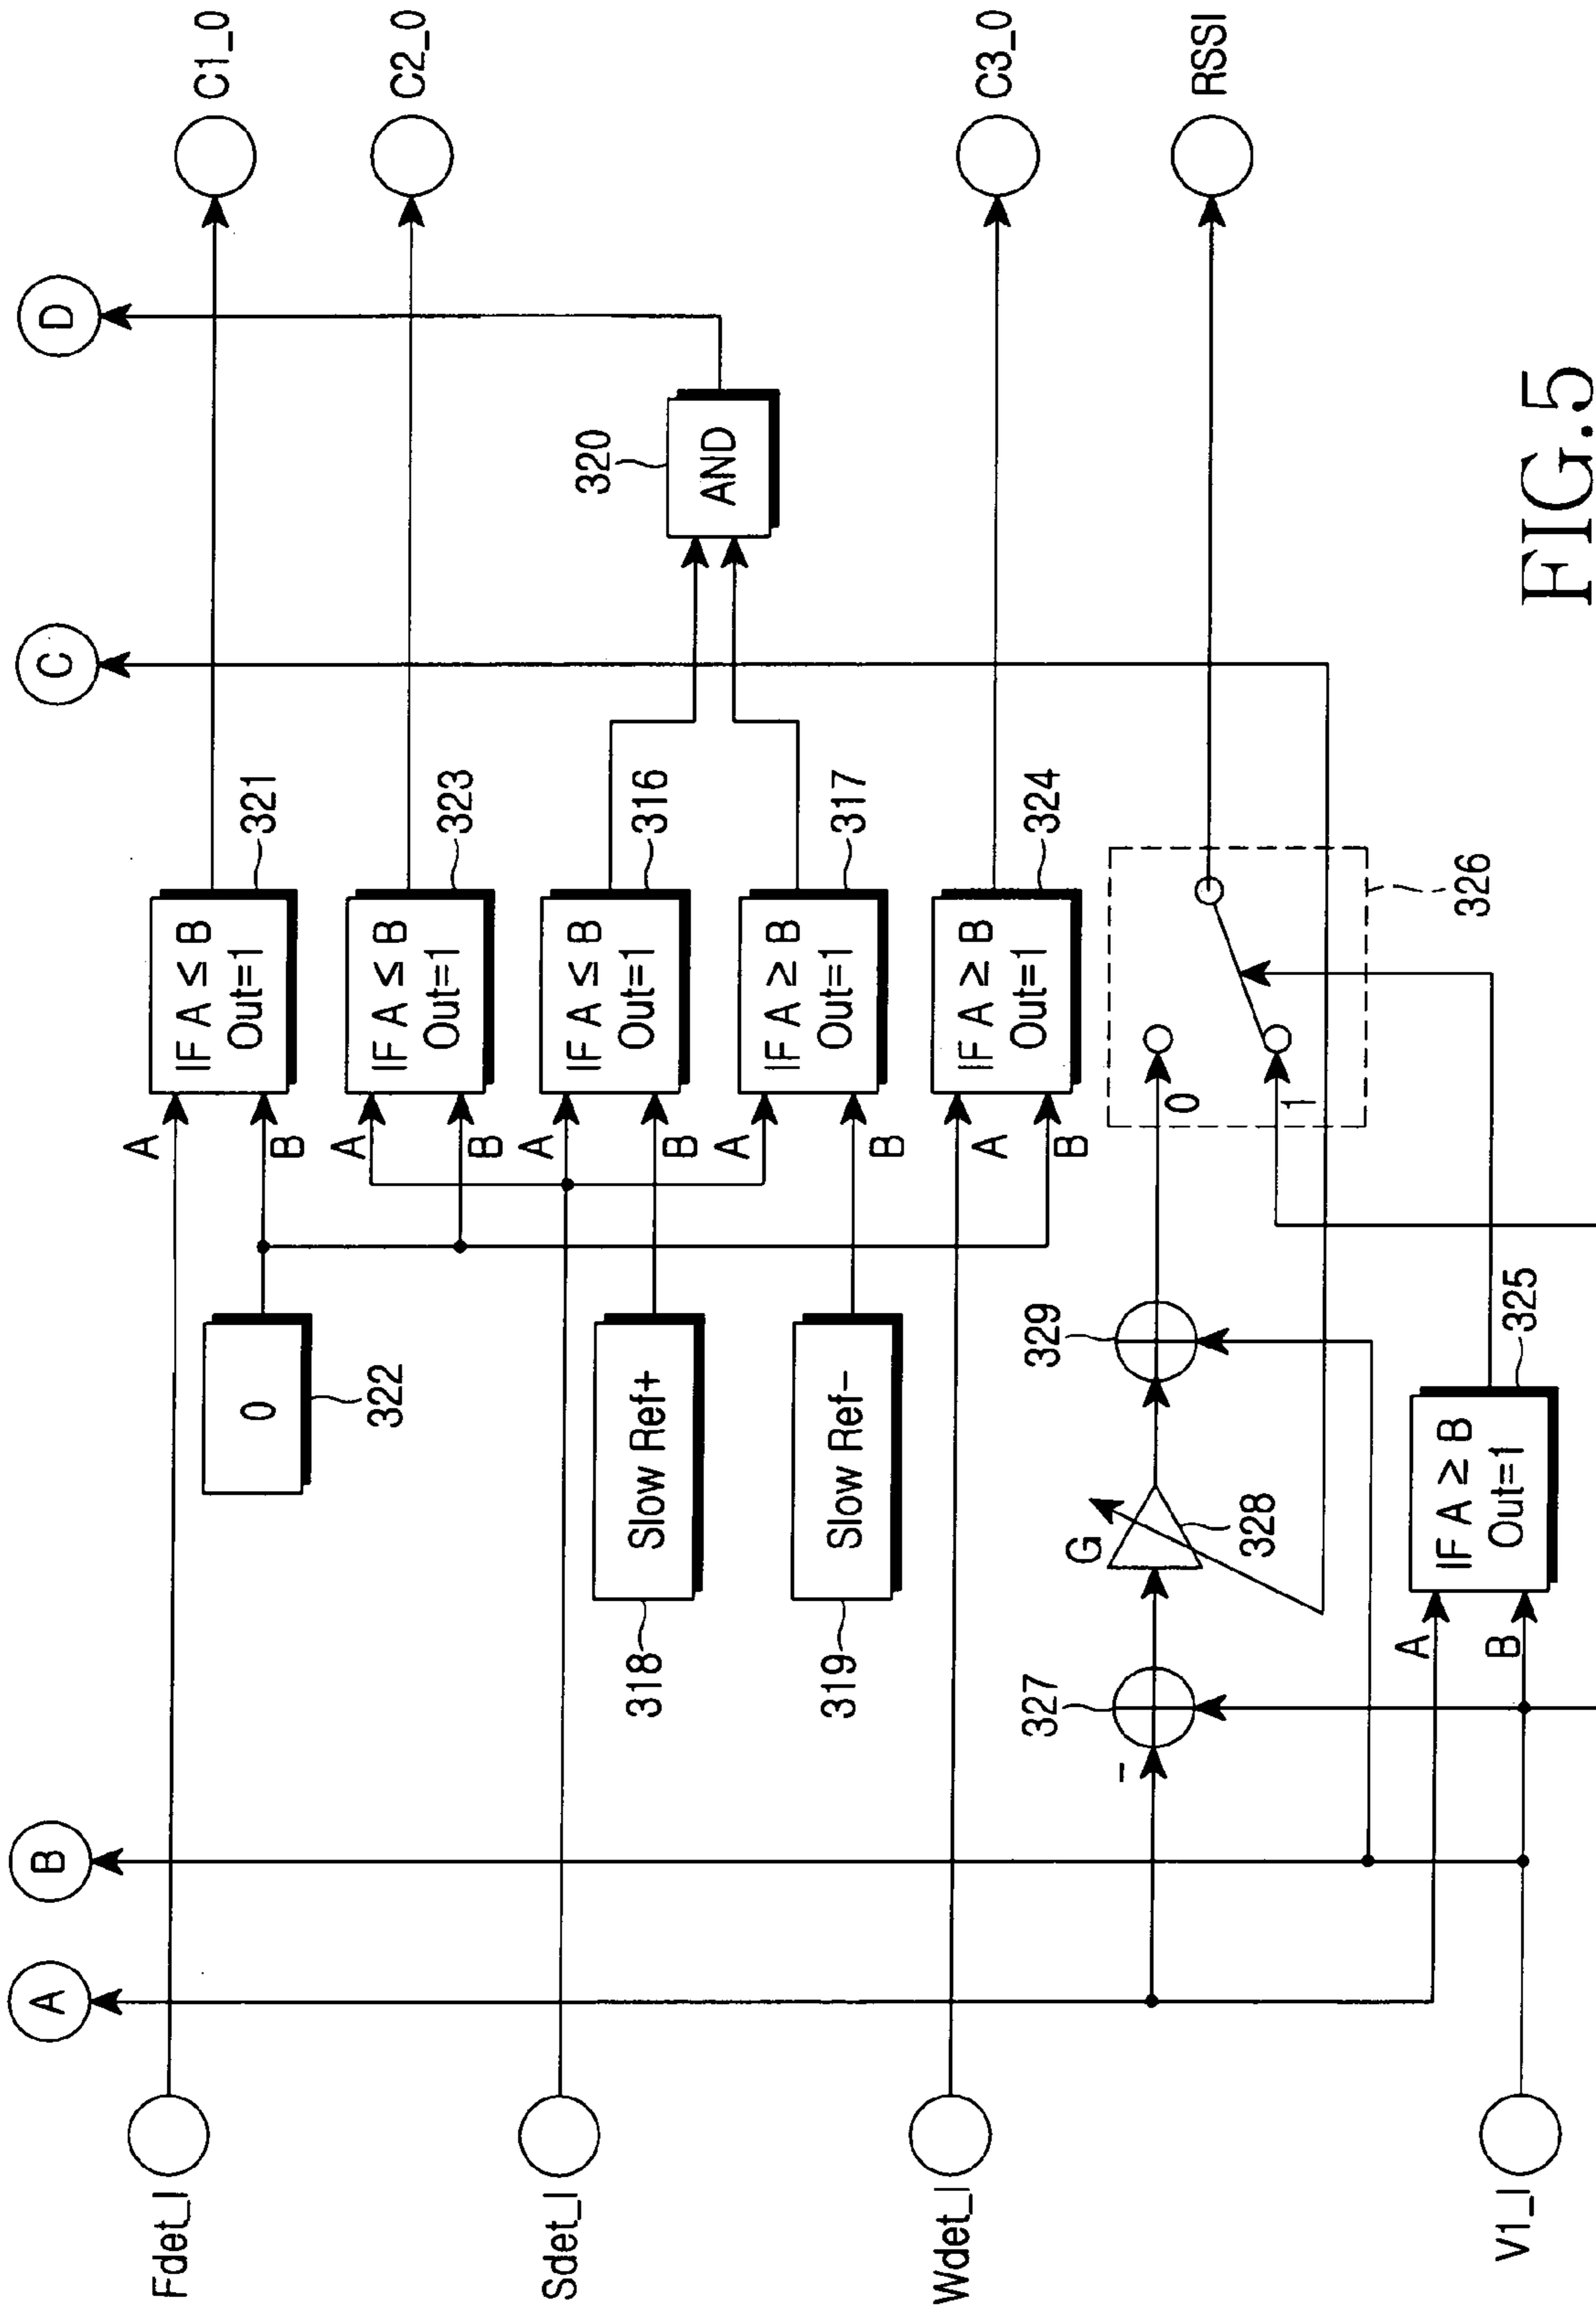 A
B
C
D
Fdet_I
A
B
IF A ≤ B
Out=1
321
C1_0
0
322
A
B
IF A ≤ B
Out=1
323
C2_0
Sdet_I
A
B
IF A ≤ B
Out=1
316
Slow Ref+
318
AND
320
A
B
IF A ≥ B
Out=1
317
Slow Ref-
319
Wdet_I
A
B
IF A ≥ B
Out=1
324
C3_0
-
327
G
328
329
0
1
326
RSSI
V1_I
A
B
IF A ≥ B
Out=1
325
FIG.5